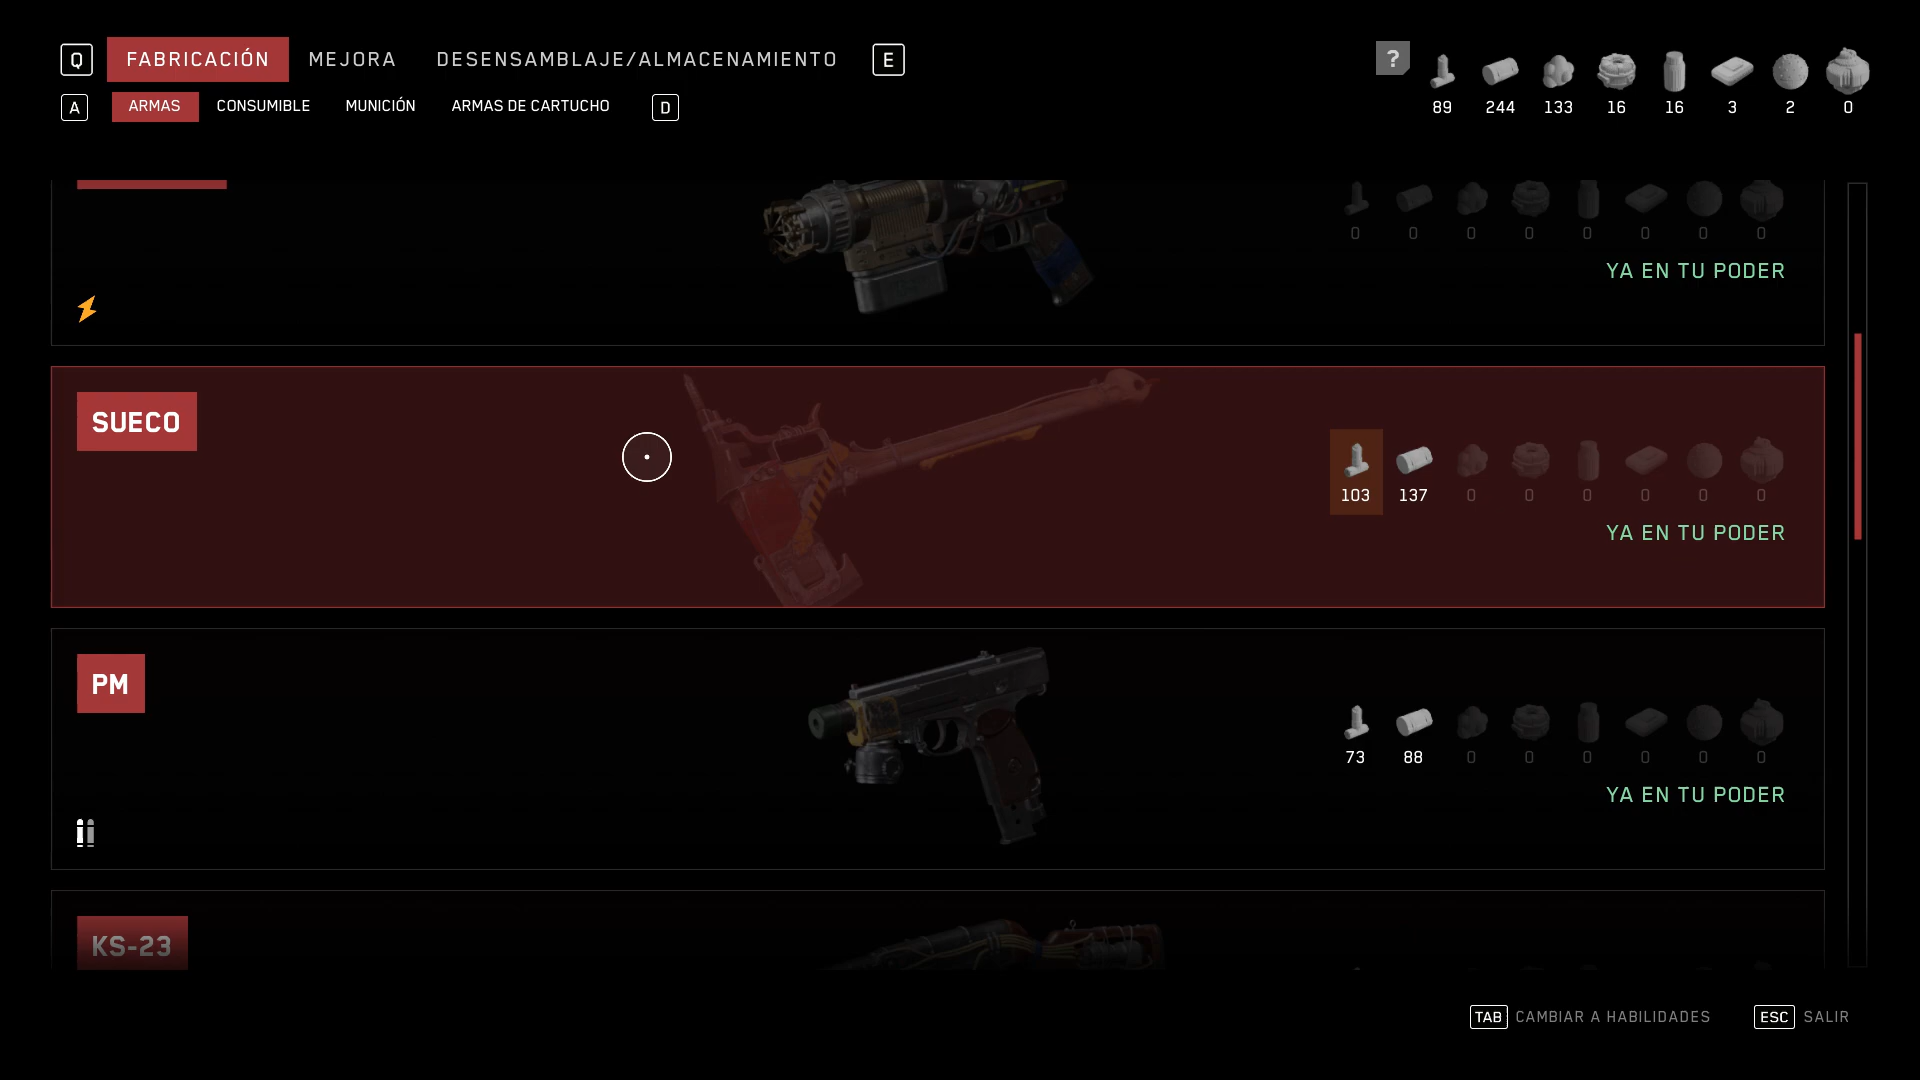 Q FABRICACIÓN MEJORA DESENSAMBLAJE/ALMACENAMIENTO E
A ARMAS CONSUMIBLE MUNICIÓN ARMAS DE CARTUCHO D
?
89 244 133 16 16 3 2 0
0 0 0 0 0 0 0 0
YA EN TU PODER
SUECO
103 137 0 0 0 0 0 0
YA EN TU PODER
PM
73 88 0 0 0 0 0 0
YA EN TU PODER
KS-23
TAB CAMBIAR A HABILIDADES ESC SALIR